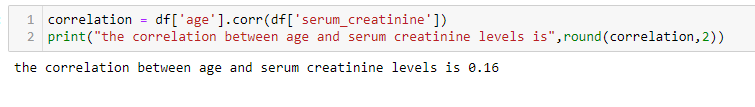 1 correlation = df['age'].corr(df['serum_creatinine'])
2 print("the correlation between age and serum creatinine levels is",round(correlation,2))
the correlation between age and serum creatinine levels is 0.16